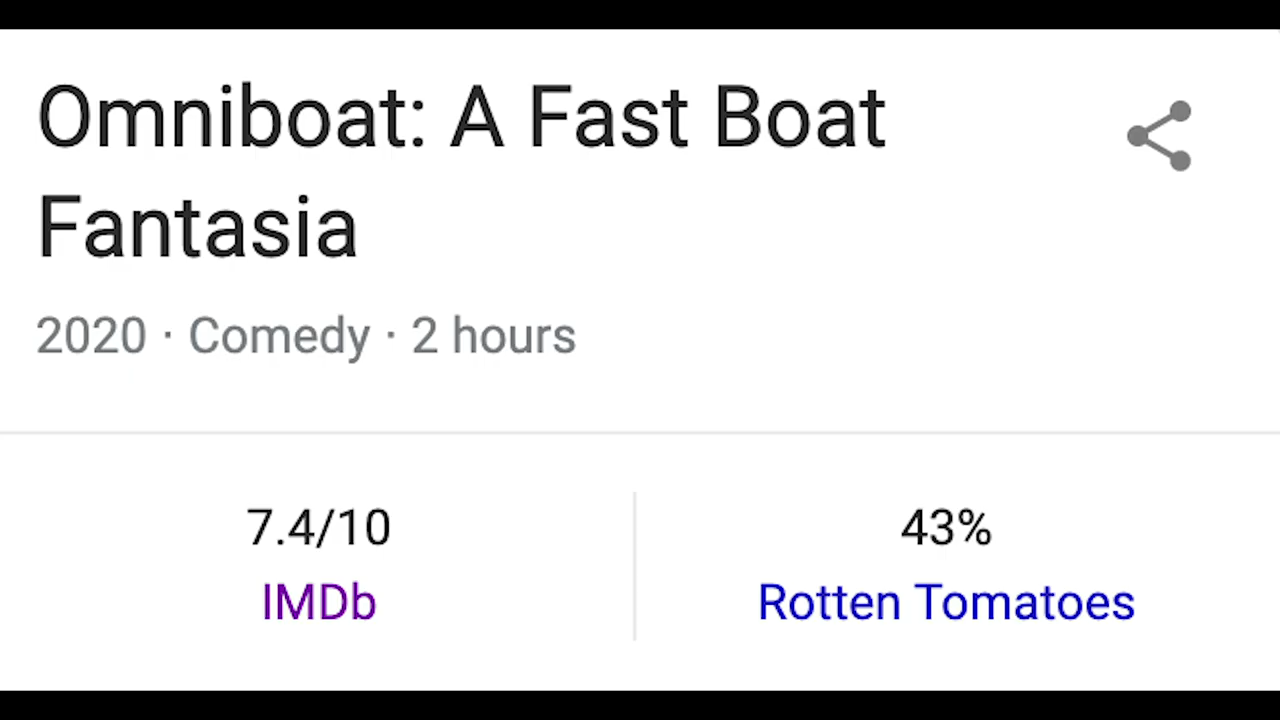 Omniboat: A Fast Boat
Fantasia
2020 · Comedy · 2 hours
7.4/10
IMDb
43%
Rotten Tomatoes